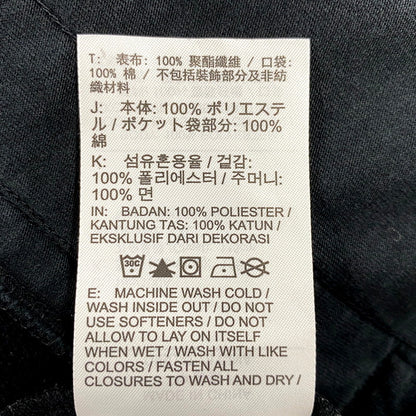 T: 表布: 100% 聚酯纖維 / 口袋:
100% 棉 / 不包括裝飾部分及非紡
織材料
J: 本体: 100% ポリエステ
ル / ポケット袋部分: 100%
綿
K: 섬유혼용율 / 겉감:
100% 폴리에스터 / 주머니:
100% 면
IN: BADAN: 100% POLIESTER /
KANTUNG TAS: 100% KATUN /
EKSKLUSIF DARI DEKORASI
30C
E: MACHINE WASH COLD /
WASH INSIDE OUT / DO NOT
USE SOFTENERS / DO NOT
ALLOW TO LAY ON ITSELF
WHEN WET / WASH WITH LIKE
COLORS / FASTEN ALL
CLOSURES TO WASH AND DRY /
MADE IN CHINA